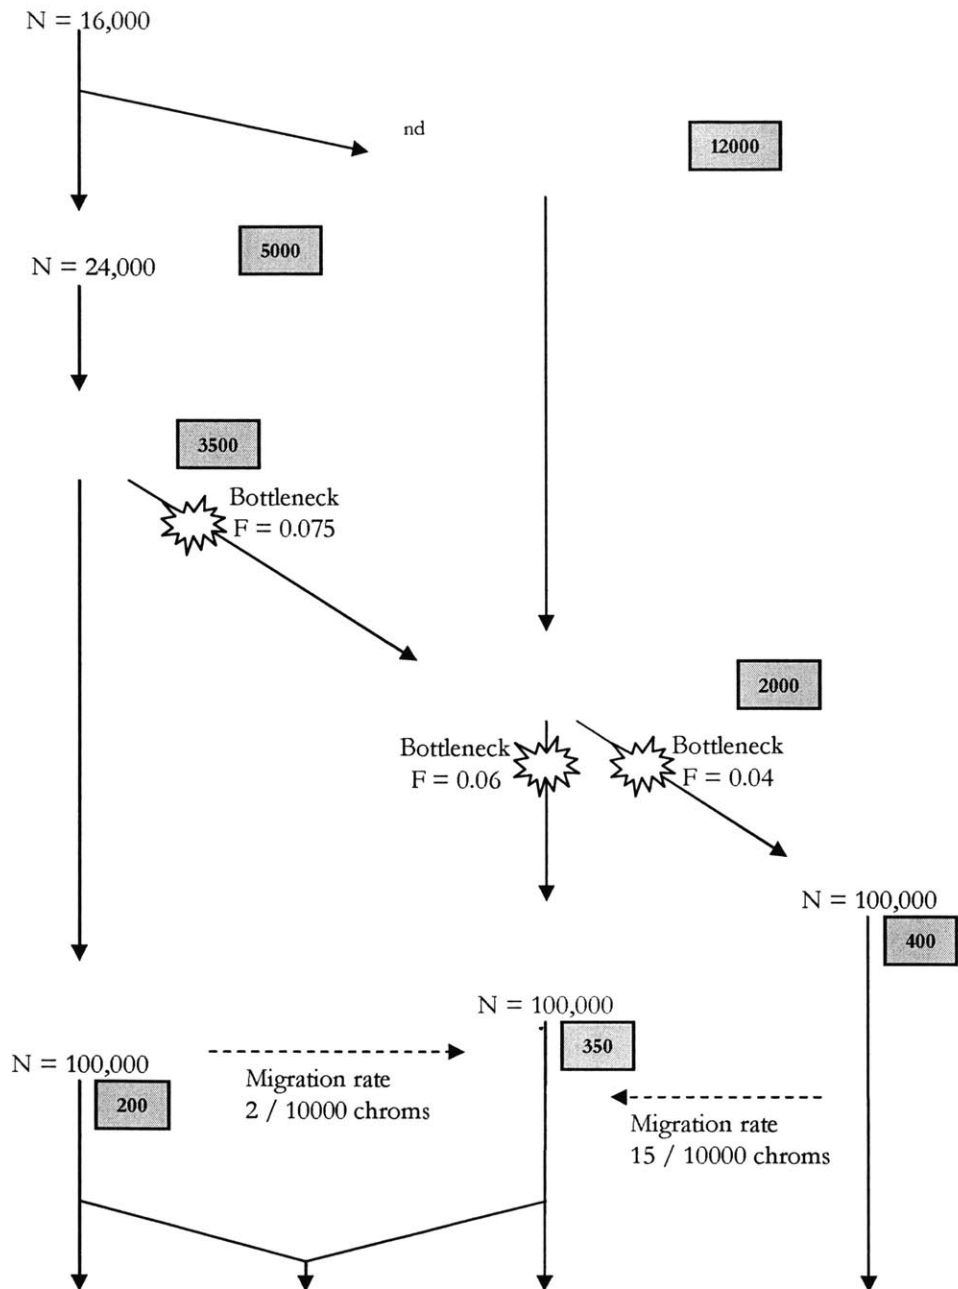 N = 16,000
nd
12000
5000
N = 24,000
3500
Bottleneck
F = 0.075
2000
Bottleneck
F = 0.06
Bottleneck
F = 0.04
N = 100,000
400
N = 100,000
350
N = 100,000
200
Migration rate
2 / 10000 chroms
Migration rate
15 / 10000 chroms